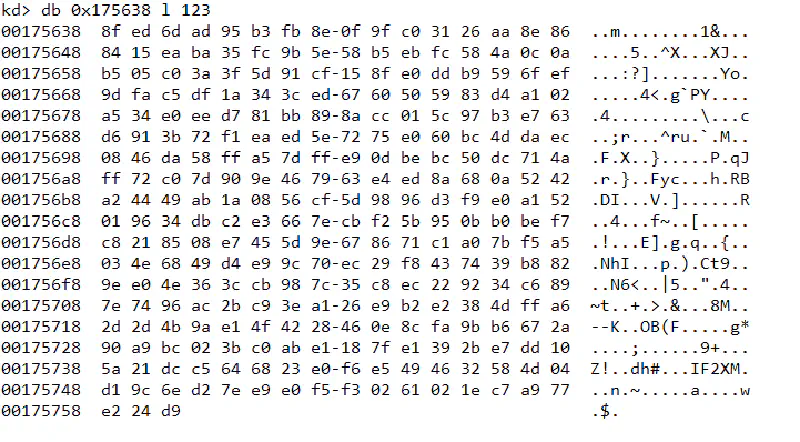 kd> db 0x175638 l 123
00175638  8f ed 6d ad 95 b3 fb 8e-0f 9f c0 31 26 aa 8e 86  ..m........1&...
00175648  84 15 ea ba 35 fc 9b 5e-58 b5 eb fc 58 4a 0c 0a  ....5..^X...XJ..
00175658  b5 05 c0 3a 3f 5d 91 cf-15 8f e0 dd b9 59 6f ef  ...:?].......Yo.
00175668  9d fa c5 df 1a 34 3c ed-67 60 50 59 83 d4 a1 02  .....4<.g`PY....
00175678  a5 34 e0 ee d7 81 bb 89-8a cc 01 5c 97 b3 e7 63  .4.........\...c
00175688  d6 91 3b 72 f1 ea ed 5e-72 75 e0 60 bc 4d da ec  ..;r...^ru.`.M..
00175698  08 46 da 58 ff a5 7d ff-e9 0d be bc 50 dc 71 4a  .F.X..}.....P.qJ
001756a8  ff 72 c0 7d 90 9e 46 79-63 e4 ed 8a 68 0a 52 42  .r.}..Fyc...h.RB
001756b8  a2 44 49 ab 1a 08 56 cf-5d 98 96 d3 f9 e0 a1 52  .DI...V.]......R
001756c8  01 96 34 db c2 e3 66 7e-cb f2 5b 95 0b b0 be f7  ..4...f~..[.....
001756d8  c8 21 85 08 e7 45 5d 9e-67 86 71 c1 a0 7b f5 a5  .!...E].g.q..{..
001756e8  03 4e 68 49 d4 e9 9c 70-ec 29 f8 43 74 39 b8 82  .NhI...p.).Ct9..
001756f8  9e e0 4e 36 3c cb 98 7c-35 c8 ec 22 92 34 c6 89  ..N6<..|5..".4..
00175708  7e 74 96 ac 2b c9 3e a1-26 e9 b2 e2 38 4d ff a6  ~t..+.>.&...8M..
00175718  2d 2d 4b 9a e1 4f 42 28-46 0e 8c fa 9b b6 67 2a  --K..OB(F.....g*
00175728  90 a9 bc 02 3b c0 ab e1-18 7f e1 39 2b e7 dd 10  ....;......9+...
00175738  5a 21 dc c5 64 68 23 e0-f6 e5 49 46 32 58 4d 04  Z!..dh#...IF2XM.
00175748  d1 9c 6e d2 7e e9 e0 f5-f3 02 61 02 1e c7 a9 77  ..n.~.....a....w
00175758  e2 24 d9  .$.